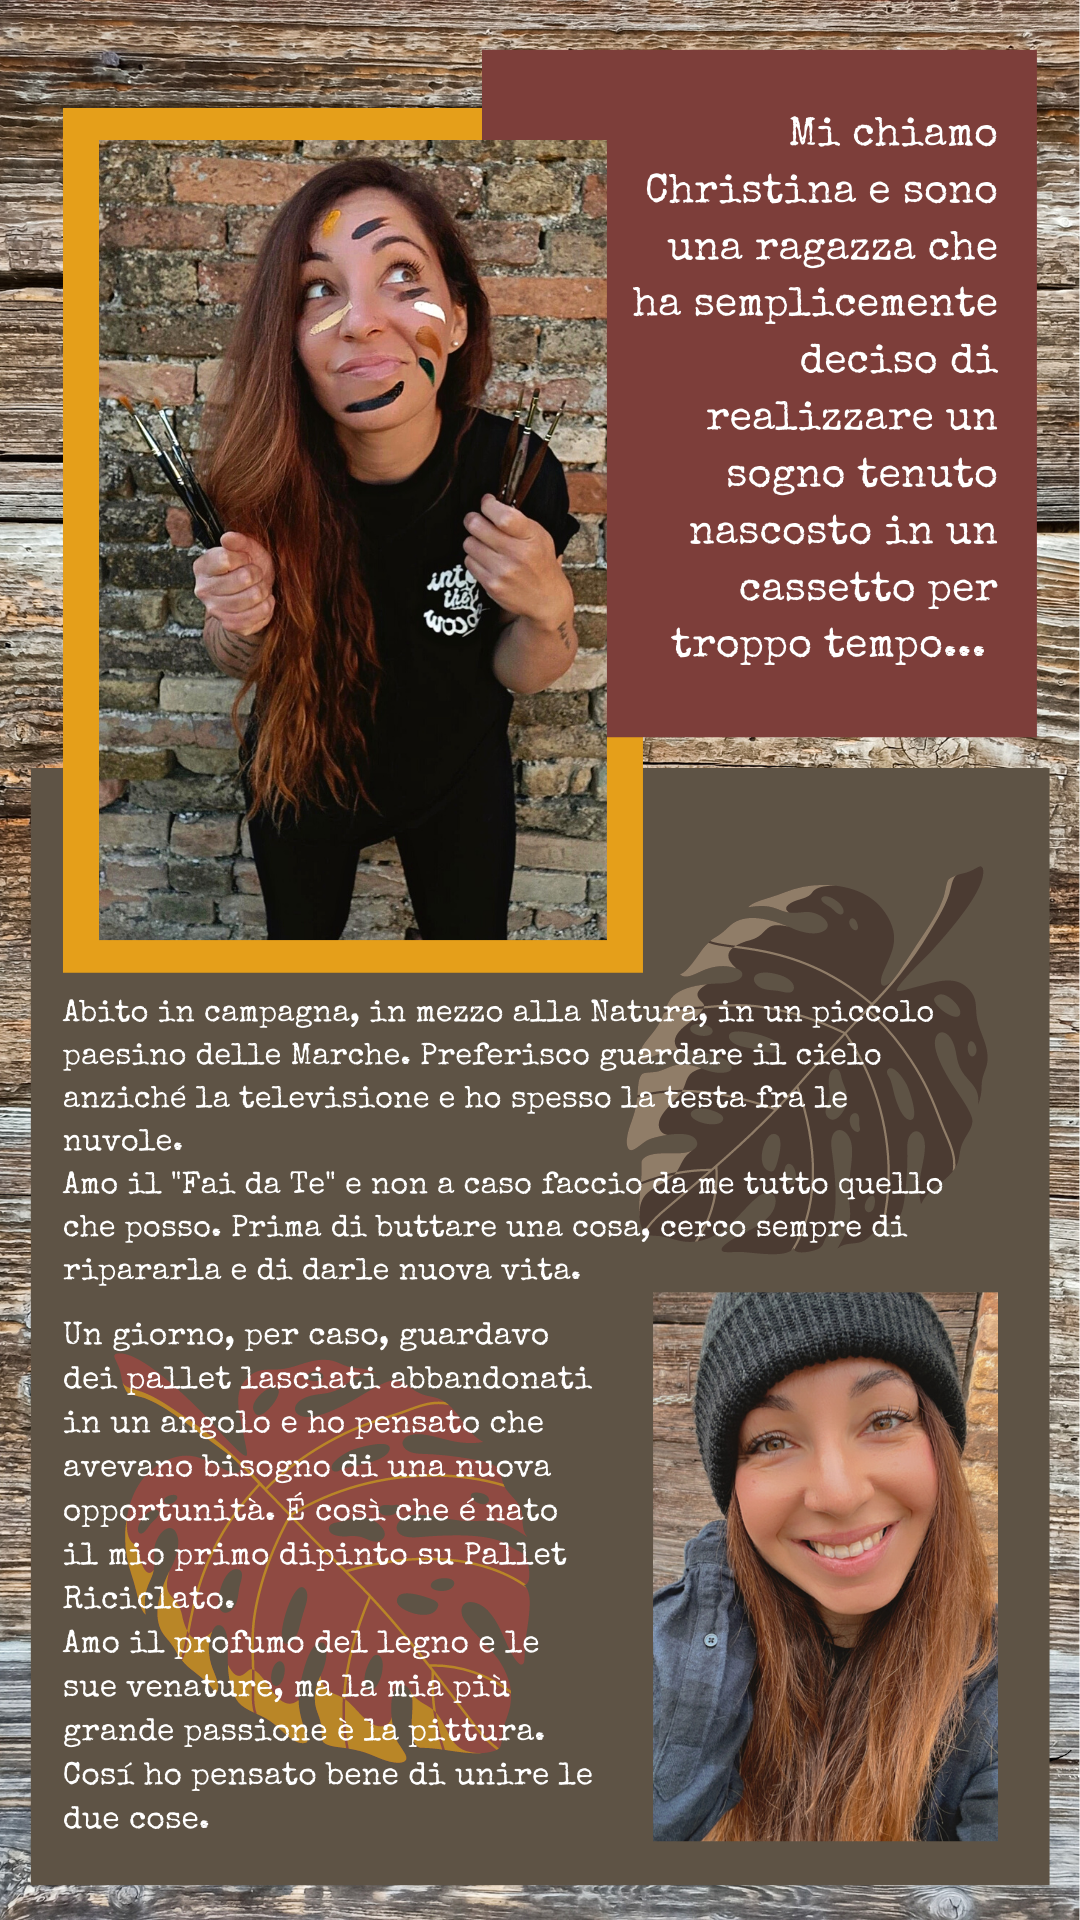 Mi chiamo
Christina e sono
una ragazza che
ha semplicemente
deciso di
realizzare un
sogno tenuto
nascosto in un
cassetto per
troppo tempo...
into
the
Abito in campagna, in mezzo alla Natura, in un piccolo
paesino delle Marche. Preferisco guardare il cielo
anziché la televisione e ho spesso la testa fra le
nuvole.
Amo il "Fai da Te" e non a caso faccio da me tutto quello
che posso. Prima di buttare una cosa, cerco sempre di
ripararla e di darle nuova vita.
Un giorno, per caso, guardavo
dei pallet lasciati abbandonati
in un angolo e ho pensato che
avevano bisogno di una nuova
opportunità. É così che é nato
il mio primo dipinto su Pallet
Riciclato.
Amo il profumo del legno e le
sue venature, ma la mia più
grande passione è la pittura.
Cosí ho pensato bene di unire le
due cose.